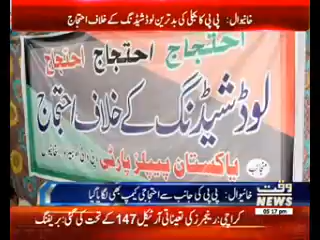 خانیوال: پی پی کا بجلی کی بدترین لوڈشیڈنگ کے خلاف احتجاج
احتجاج احتجاج احتجاج
لوڈشیڈنگ کے خلاف احتجاج
منجانب پاکستان پیپلز پارٹی
خانیوال: پی پی کی جانب سے احتجاجی کیمپ بھی لگایا گیا
وقت
NEWS
05:17 pm
کراچی: رینجرز کی تعیناتی آرٹیکل 147 کے تحت کی گئی: بریفنگ